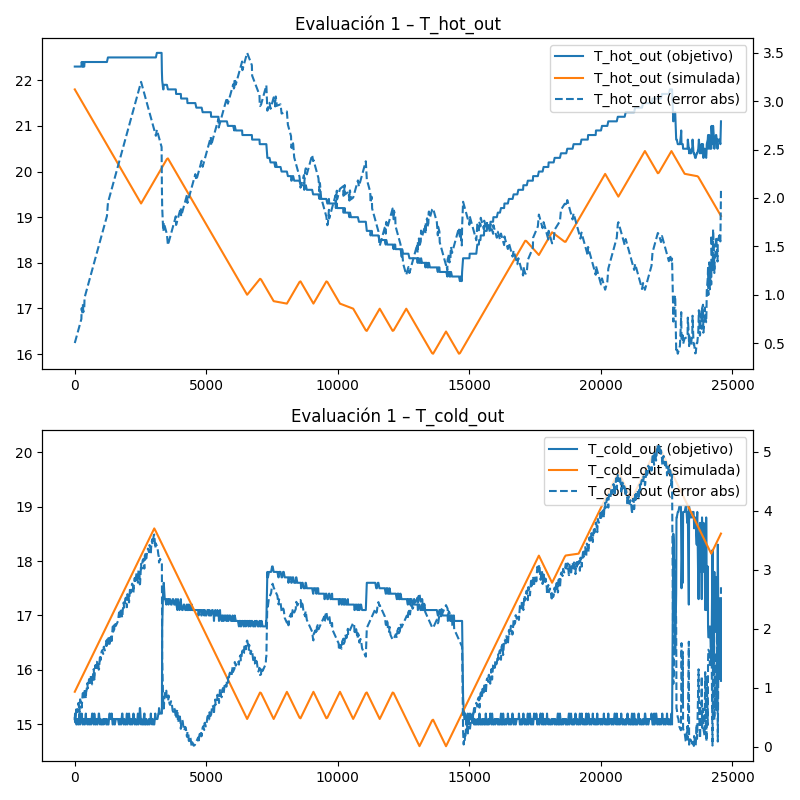 Evaluación 1 – T_hot_out
T_hot_out (objetivo)
T_hot_out (simulada)
T_hot_out (error abs)
22
21
20
19
18
17
16
3.5
3.0
2.5
2.0
1.5
1.0
0.5
0 5000 10000 15000 20000 25000
Evaluación 1 – T_cold_out
T_cold_out (objetivo)
T_cold_out (simulada)
T_cold_out (error abs)
20
19
18
17
16
15
5
4
3
2
1
0
0 5000 10000 15000 20000 25000